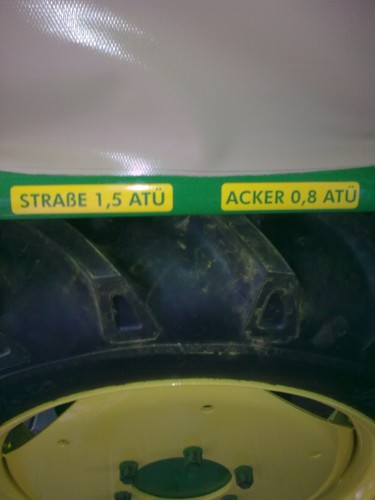 STRAßE 1,5 ATÜ
ACKER 0,8 ATÜ